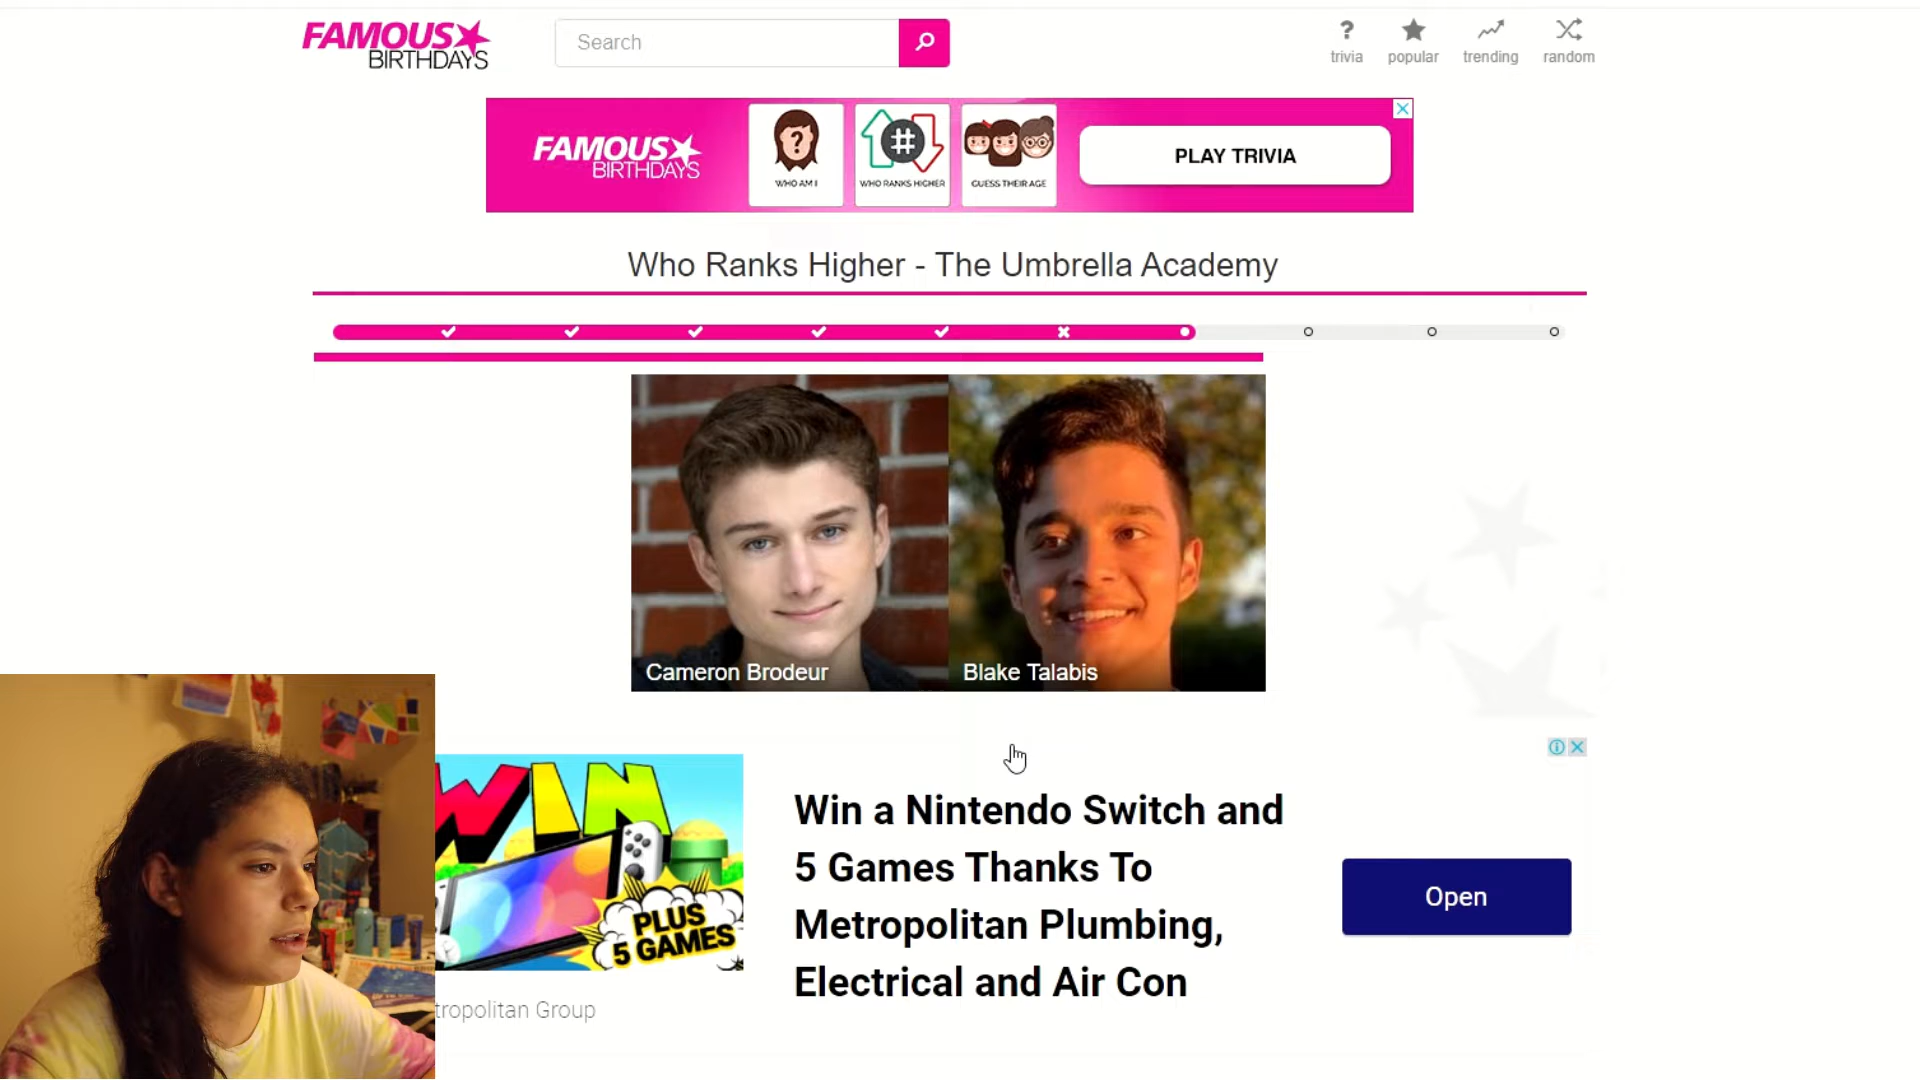 FAMOUS
BIRTHDAYS
Search
trivia
popular
trending
random
FAMOUS
BIRTHDAYS
?
WHO AM I
#
WHO RANKS HIGHER
GUESS THEIR AGE
PLAY TRIVIA
Who Ranks Higher - The Umbrella Academy
Cameron Brodeur
Blake Talabis
WIN
PLUS
5 GAMES
Win a Nintendo Switch and
5 Games Thanks To
Metropolitan Plumbing,
Electrical and Air Con
Open
tropolitan Group